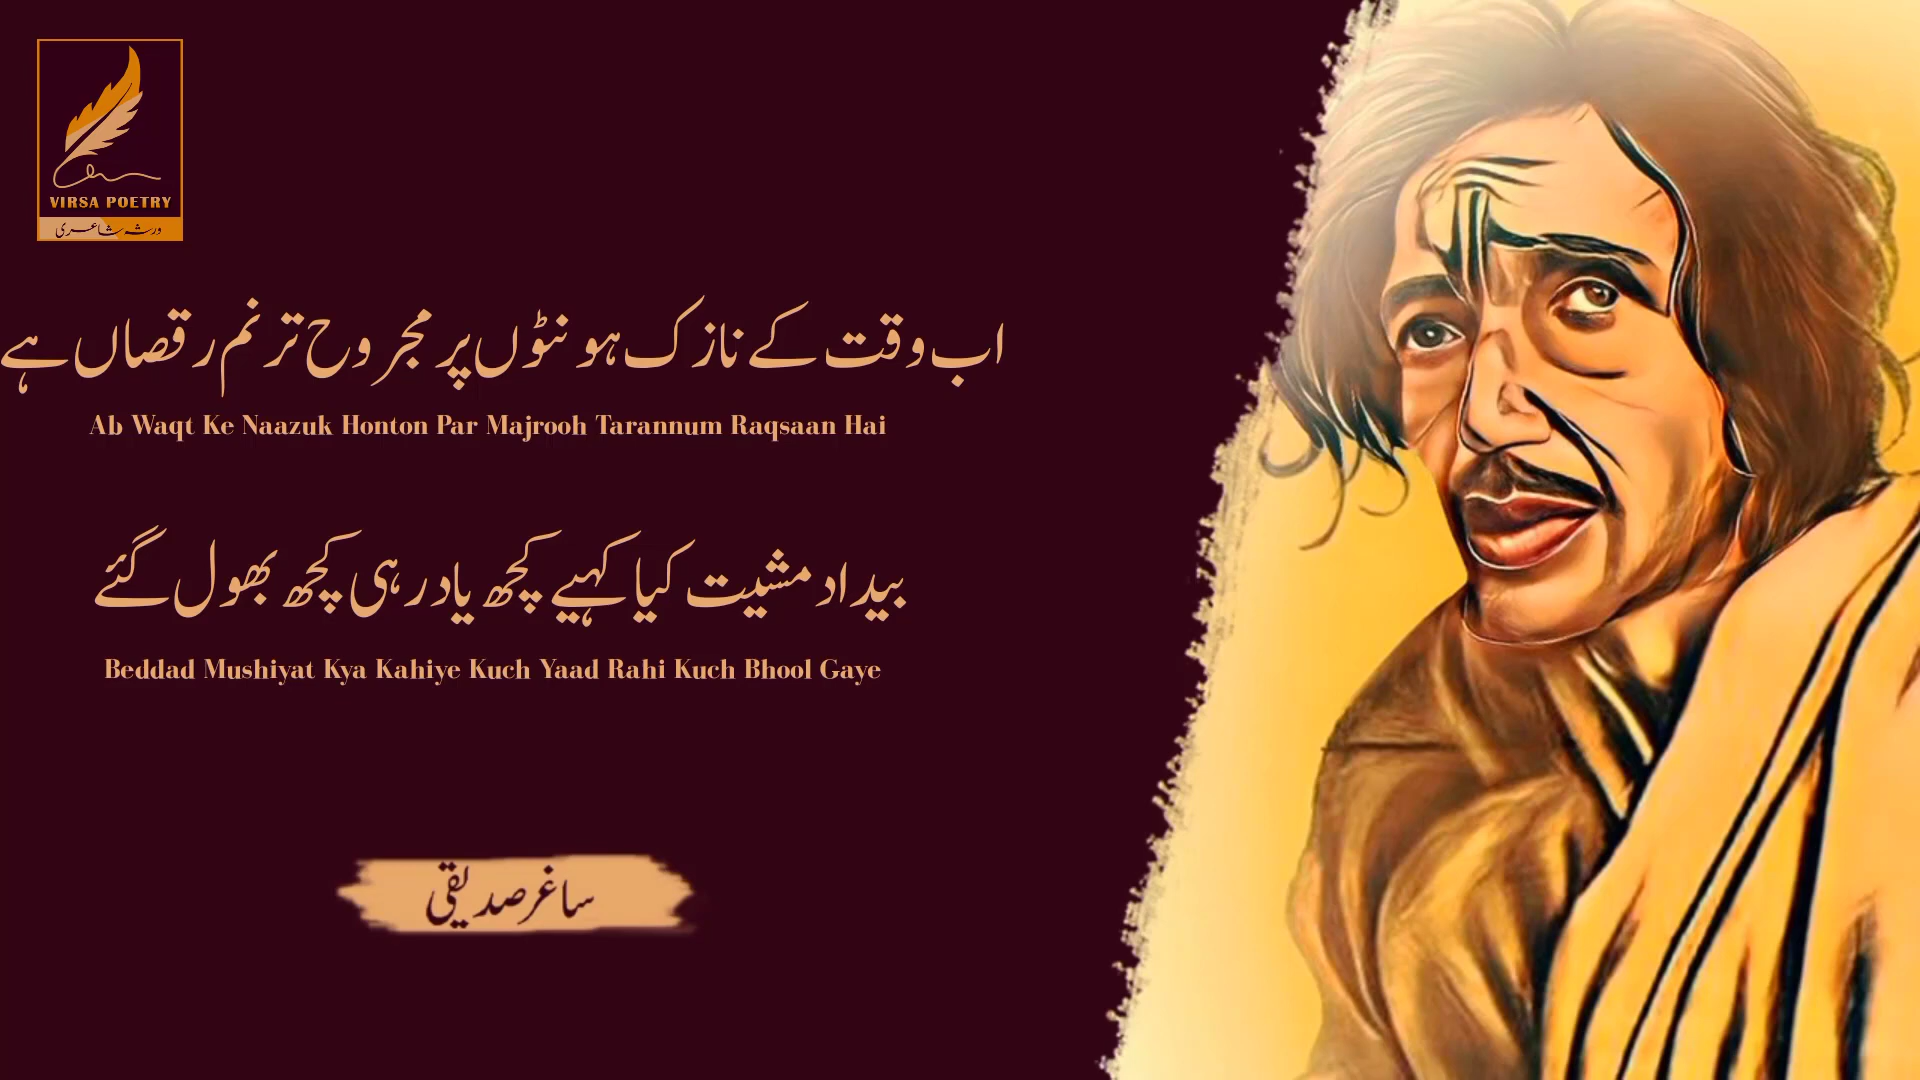 VIRSA POETRY
ورثہ شاعری
اب وقت کے نازک ہونٹوں پر مجروح ترنم رقصاں ہے
Ab Waqt Ke Naazuk Honton Par Majrooh Tarannum Raqsaan Hai
بیداد مشیت کیا کہیے کچھ یاد رہی کچھ بھول گئے
Beddad Mushiyat Kya Kahiye Kuch Yaad Rahi Kuch Bhool Gaye
ساغر صدیقی